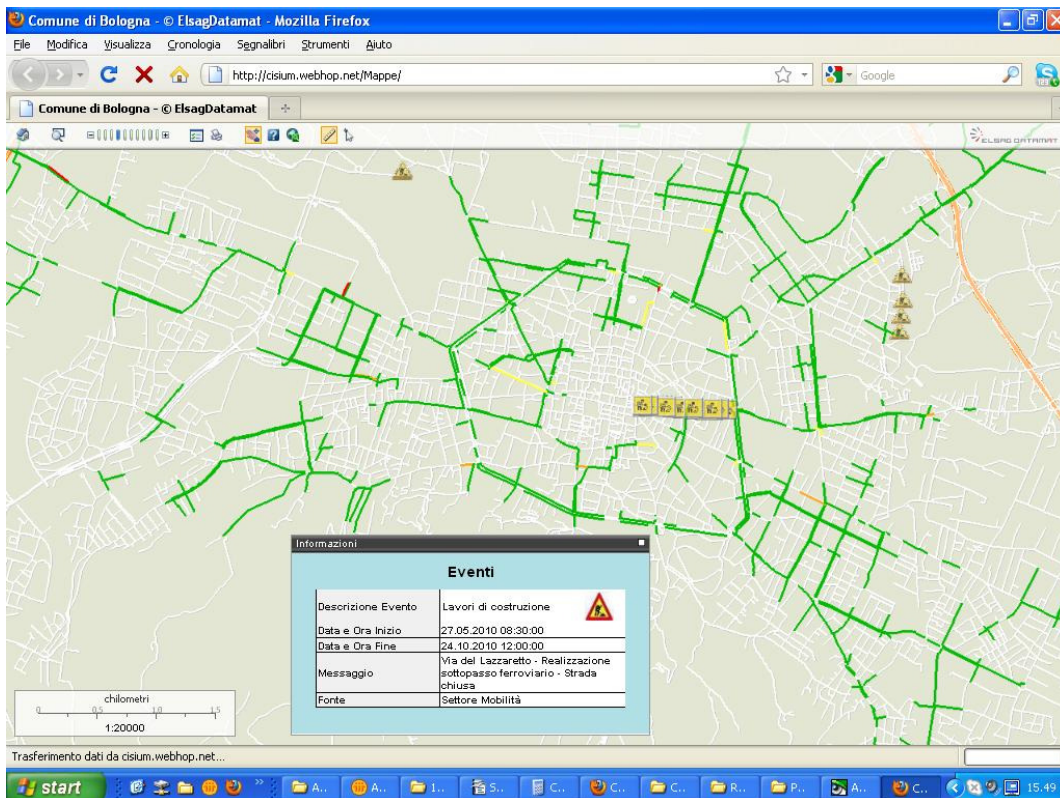 Comune di Bologna - © ElsagDatamat - Mozilla Firefox
File Modifica Visualizza Cronologia Segnalibri Strumenti Aiuto
http://cisium.webhop.net/Mappe/
Google
Comune di Bologna - © ElsagDatamat
ELSAG DATAMAT
Informazioni
Eventi
Descrizione Evento Lavori di costruzione
Data e Ora Inizio 27.05.2010 08:30:00
Data e Ora Fine 24.10.2010 12:00:00
Messaggio Via del Lazzaretto - Realizzazione
sottopasso ferroviario - Strada
chiusa
Fonte Settore Mobilità
chilometri
0 0,5 1,0 1,5
1:20000
Trasferimento dati da cisium.webhop.net...
start A.. A.. 1.. S.. C.. C.. C.. R.. P.. A.. C.. 15.49